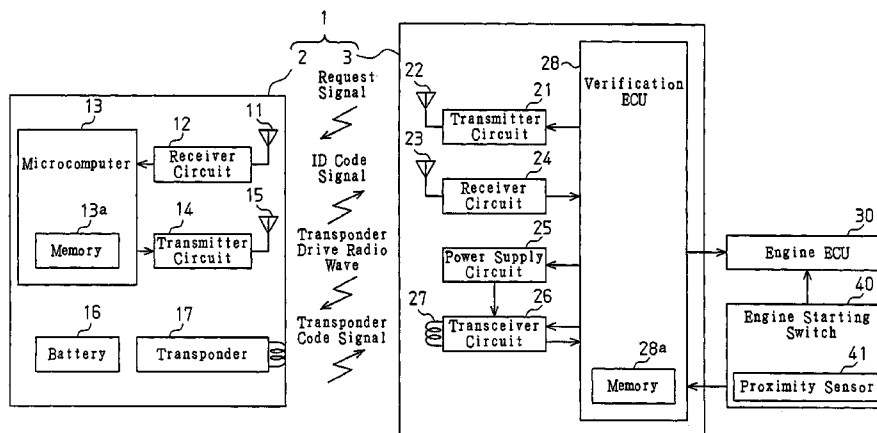 1
2
3
Request
Signal
ID Code
Signal
Transponder
Drive Radio
Wave
Transponder
Code Signal
13
Microcomputer
13a
Memory
12
Receiver
Circuit
11
14
Transmitter
Circuit
15
16
Battery
17
Transponder
22
21
Transmitter
Circuit
23
24
Receiver
Circuit
25
Power Supply
Circuit
27
26
Transceiver
Circuit
28
Verification
ECU
28a
Memory
30
Engine ECU
40
Engine Starting
Switch
41
Proximity Sensor